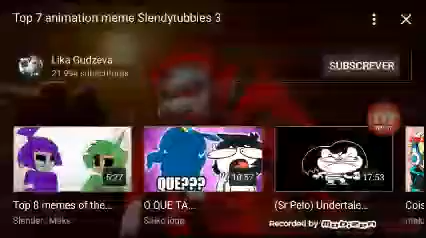 Top 7 animation meme Slendytubbies 3
Lika Gudzeva
SUBSCREVER
5:27
QUE???
10:57
17:53
Top 8 memes of the...
O QUE TA...
(Sr Pelo) Undertale...
Recorded by